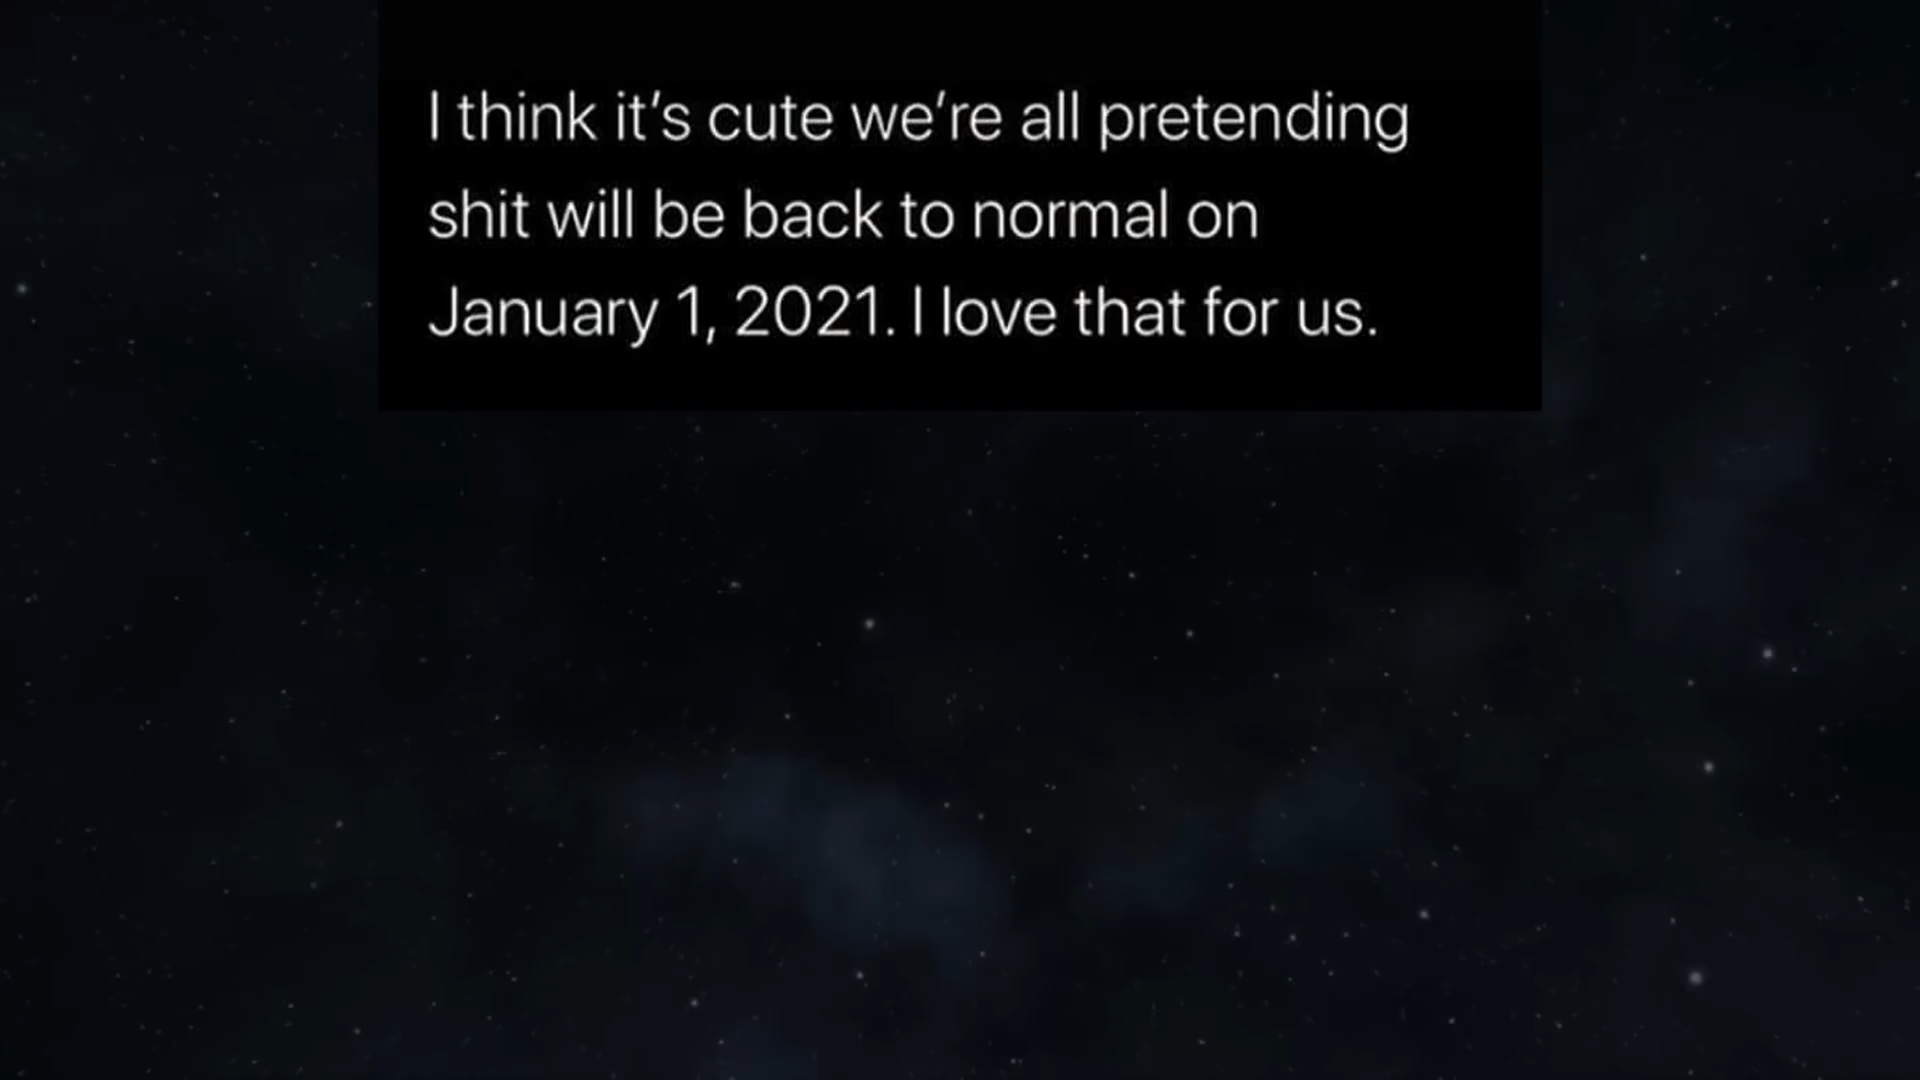 I think it’s cute we’re all pretending
shit will be back to normal on
January 1, 2021. I love that for us.